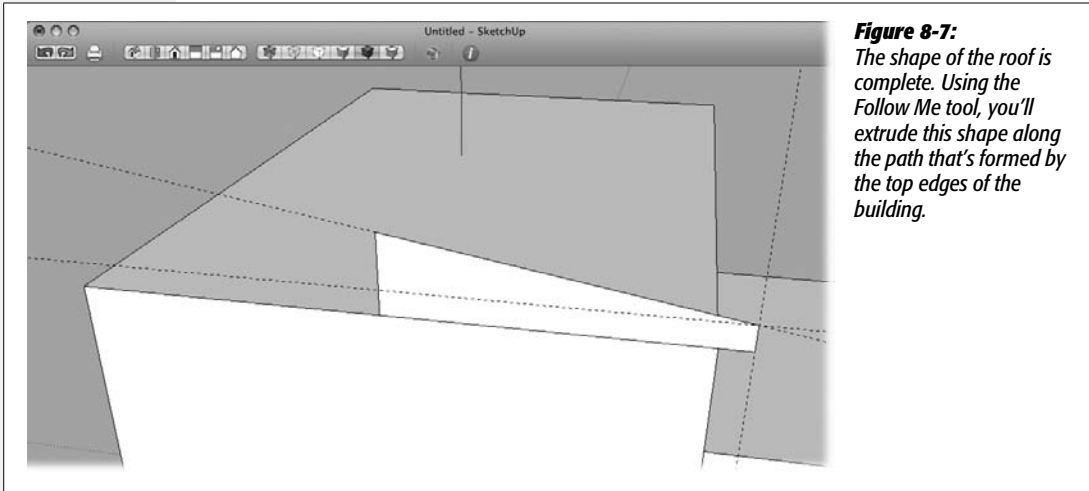 Untitled – SketchUp
Figure 8-7:
The shape of the roof is
complete. Using the
Follow Me tool, you’ll
extrude this shape along
the path that’s formed by
the top edges of the
building.